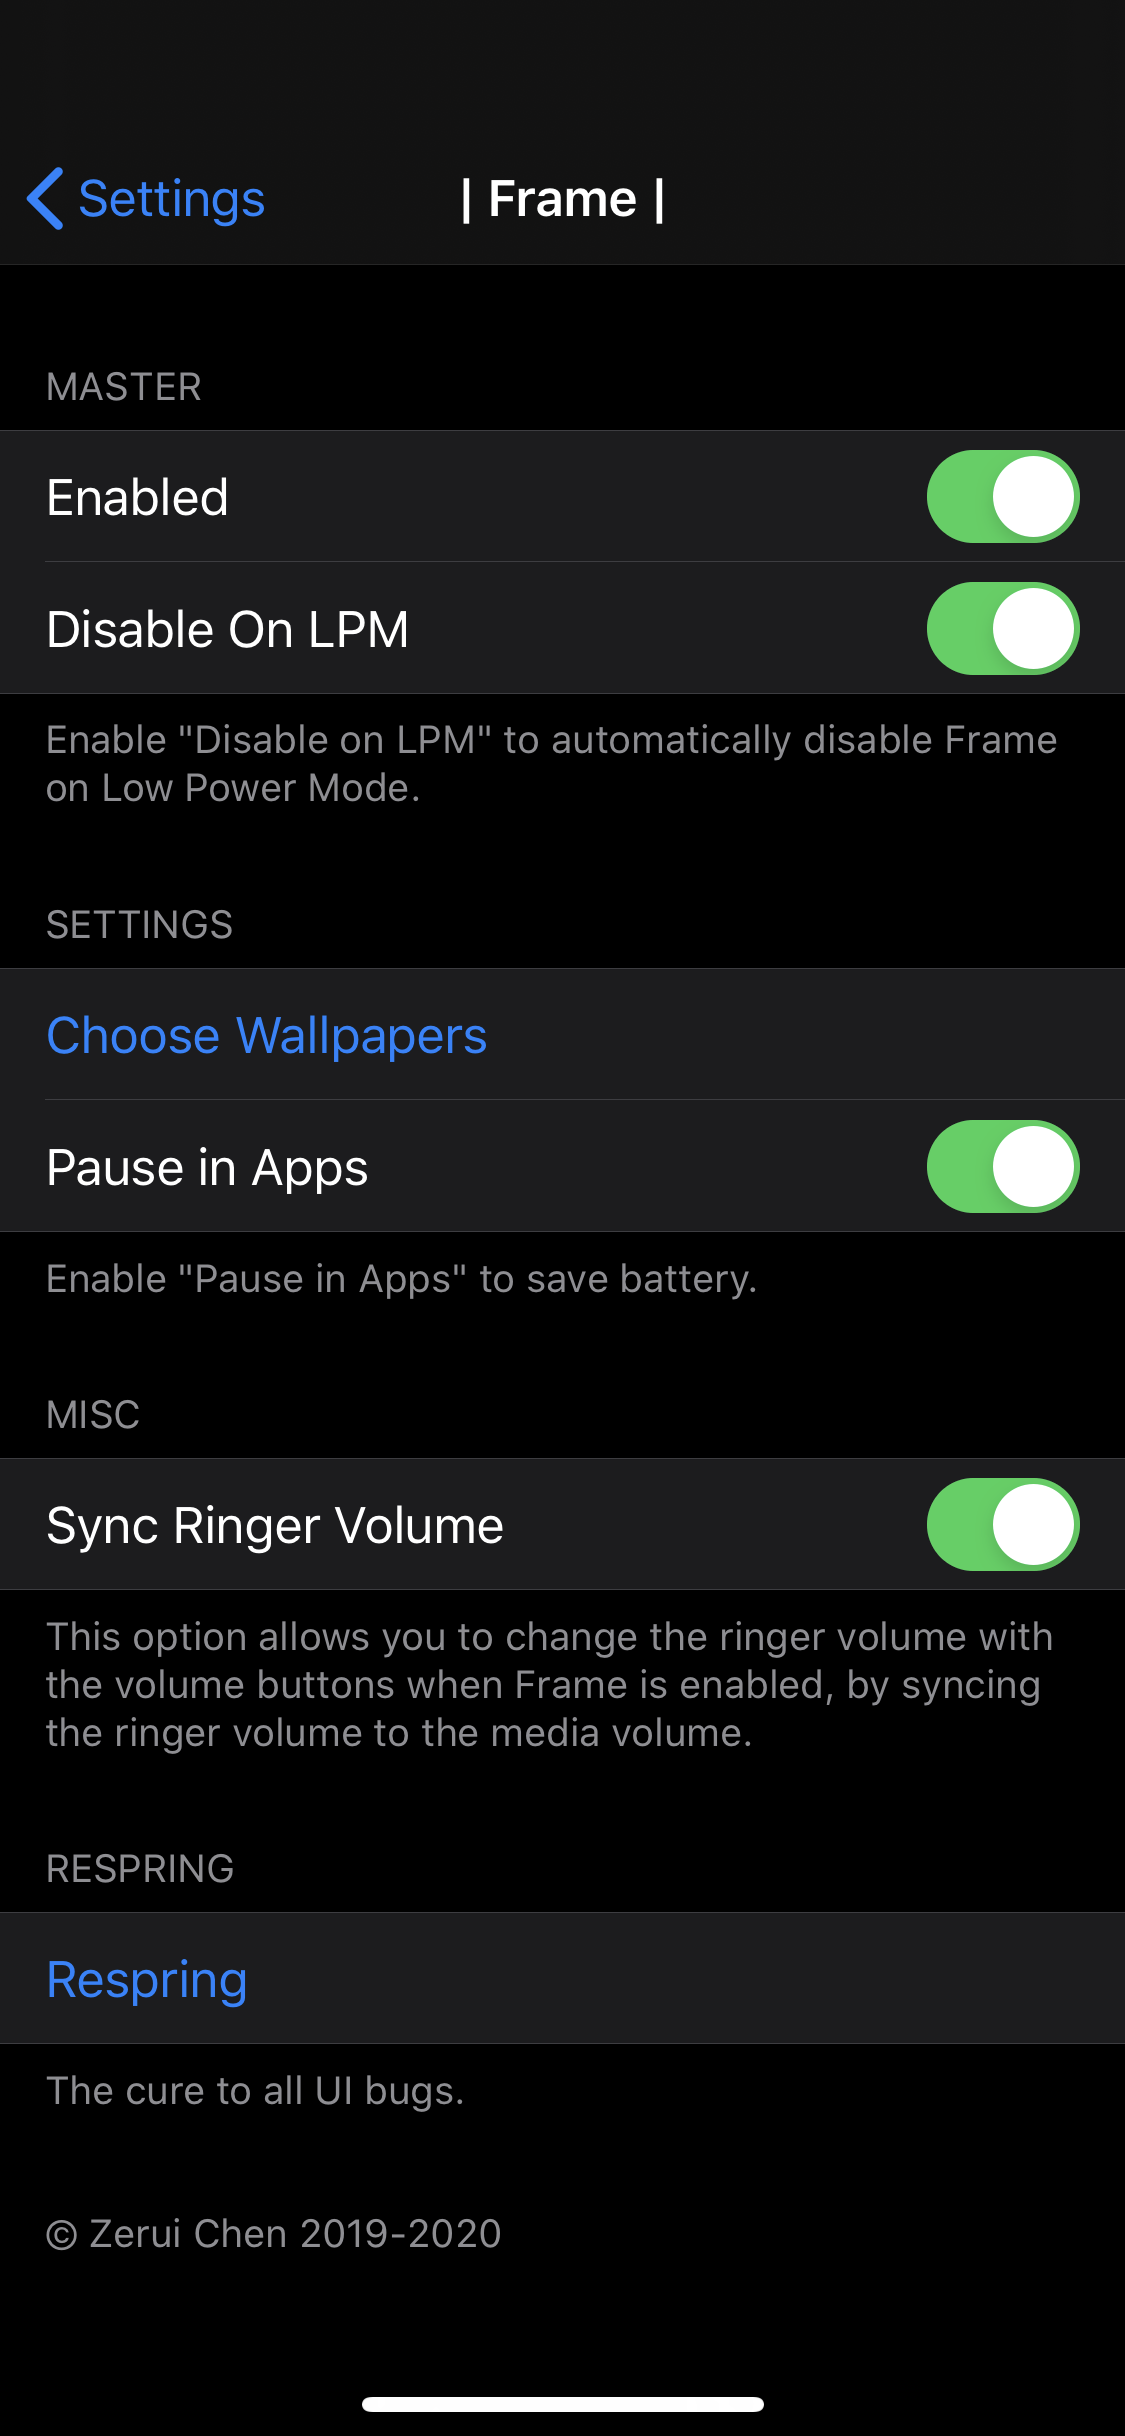 Settings
| Frame |
MASTER
Enabled
Disable On LPM
Enable "Disable on LPM" to automatically disable Frame
on Low Power Mode.
SETTINGS
Choose Wallpapers
Pause in Apps
Enable "Pause in Apps" to save battery.
MISC
Sync Ringer Volume
This option allows you to change the ringer volume with
the volume buttons when Frame is enabled, by syncing
the ringer volume to the media volume.
RESPRING
Respring
The cure to all UI bugs.
© Zerui Chen 2019-2020